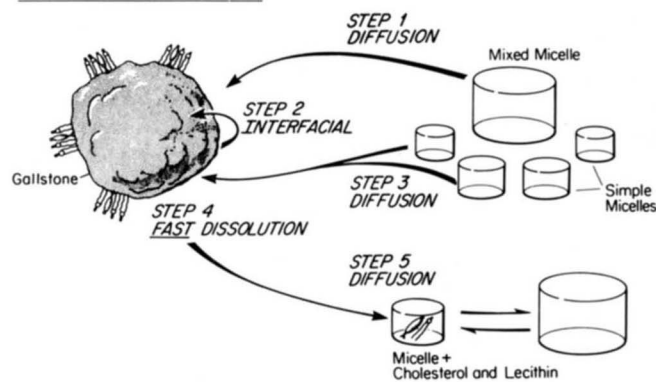 STEP 1
DIFFUSION
Mixed Micelle
STEP 2
INTERFACIAL
Gallstone
STEP 3
DIFFUSION
Simple
Micelles
STEP 4
FAST DISSOLUTION
STEP 5
DIFFUSION
Micelle +
Cholesterol and Lecithin